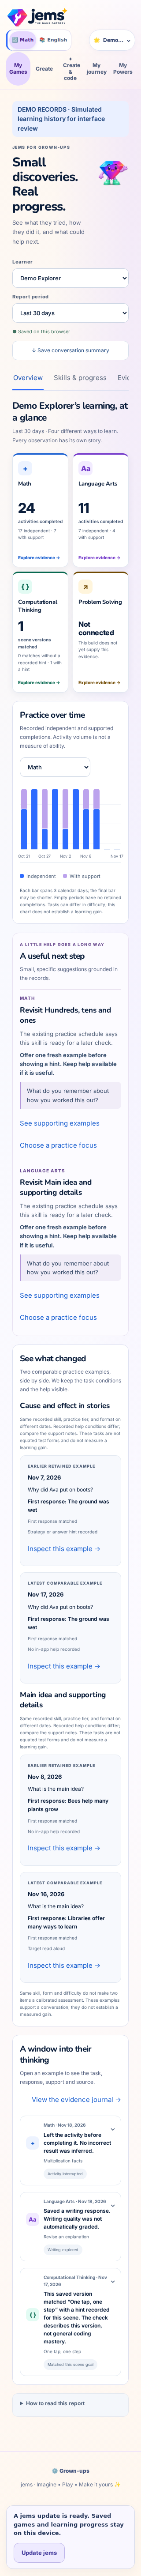 jems
BY HAPPY FACTORY
Math
English
Demo...
My Games
Create
+ Create & code
My journey
My Powers
DEMO RECORDS · Simulated
learning history for interface
review
JEMS FOR GROWN-UPS
Small
discoveries.
Real
progress.
See what they tried, how
they did it, and what could
help next.
Learner
Demo Explorer
Report period
Last 30 days
Saved on this browser
↓ Save conversation summary
Overview
Skills & progress
Evid
Demo Explorer’s learning, at
a glance
Last 30 days · Four different ways to learn.
Every observation has its own story.
+
Math
24
activities completed
17 independent · 7
with support
Explore evidence →
Aa
Language Arts
11
activities completed
7 independent · 4
with support
Explore evidence →
{ }
Computational
Thinking
1
scene versions
matched
0 matches without a
recorded hint · 1 with
a hint
Explore evidence →
Problem Solving
Not
connected
This build does not
yet supply this
evidence.
Explore evidence →
Practice over time
Recorded independent and supported
completions. Activity volume is not a
measure of ability.
Math
Oct 21
Oct 27
Nov 2
Nov 8
Nov 17
Independent
With support
Each bar spans 3 calendar days; the final bar
may be shorter. Empty periods have no retained
completions. Tasks can differ in difficulty; this
chart does not establish a learning gain.
A LITTLE HELP GOES A LONG WAY
A useful next step
Small, specific suggestions grounded in
the records.
MATH
Revisit Hundreds, tens and
ones
The existing practice schedule says
this skill is ready for a later check.
Offer one fresh example before
showing a hint. Keep help available
if it is useful.
What do you remember about
how you worked this out?
See supporting examples
Choose a practice focus
LANGUAGE ARTS
Revisit Main idea and
supporting details
The existing practice schedule says
this skill is ready for a later check.
Offer one fresh example before
showing a hint. Keep help available
if it is useful.
What do you remember about
how you worked this out?
See supporting examples
Choose a practice focus
See what changed
Two comparable practice examples,
side by side. We keep the task conditions
and the help visible.
Cause and effect in stories
Same recorded skill, practice tier, and format on
different dates. Recorded help conditions differ;
compare the support notes. These are not
equated test forms and do not measure a
learning gain.
EARLIER RETAINED EXAMPLE
Nov 7, 2026
Why did Ava put on boots?
First response: The ground was
wet
First response matched
Strategy or answer hint recorded
Inspect this example →
LATEST COMPARABLE EXAMPLE
Nov 17, 2026
Why did Ava put on boots?
First response: The ground was
wet
First response matched
No in-app help recorded
Inspect this example →
Main idea and supporting
details
Same recorded skill, practice tier, and format on
different dates. Recorded help conditions differ;
compare the support notes. These are not
equated test forms and do not measure a
learning gain.
EARLIER RETAINED EXAMPLE
Nov 8, 2026
What is the main idea?
First response: Bees help many
plants grow
First response matched
No in-app help recorded
Inspect this example →
LATEST COMPARABLE EXAMPLE
Nov 16, 2026
What is the main idea?
First response: Libraries offer
many ways to learn
First response matched
Target read aloud
Inspect this example →
Same skill, form and difficulty do not make two
items a calibrated assessment. These examples
support a conversation; they do not establish a
measured gain.
A window into their
thinking
Open an example to see the task,
response, support and source.
View the evidence journal →
+
Math · Nov 18, 2026
Left the activity before
completing it. No incorrect
result was inferred.
Multiplication facts
Activity interrupted
Aa
Language Arts · Nov 18, 2026
Saved a writing response.
Writing quality was not
automatically graded.
Revise an explanation
Writing explored
{ }
Computational Thinking · Nov
17, 2026
This saved version
matched “One tap, one
step” with a hint recorded
for this scene. The check
describes this version,
not general coding
mastery.
One tap, one step
Matched this scene goal
▸ How to read this report
Grown-ups
jems · Imagine • Play • Make it yours
A jems update is ready. Saved
games and learning progress stay
on this device.
Update jems